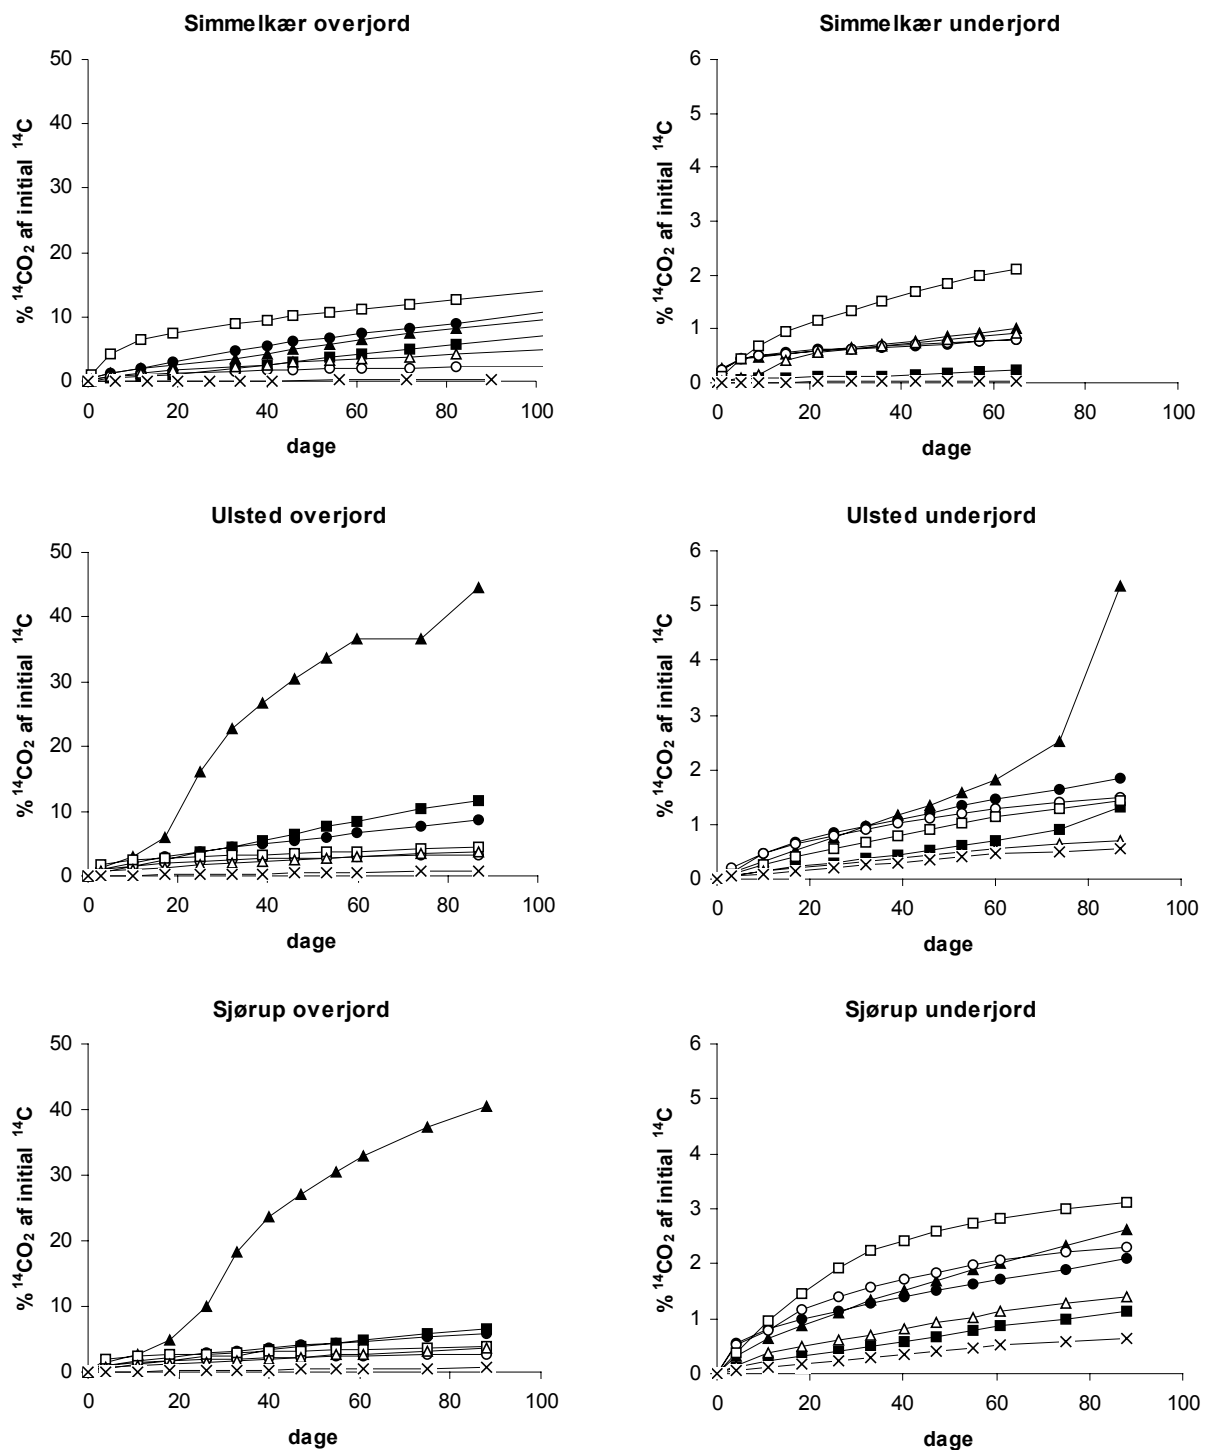 Simmelkær overjord
% ¹⁴CO₂ af initial ¹⁴C
50
40
30
20
10
0
0 20 40 60 80 100
dage
Simmelkær underjord
% ¹⁴CO₂ af initial ¹⁴C
6
5
4
3
2
1
0
0 20 40 60 80 100
dage
Ulsted overjord
% ¹⁴CO₂ af initial ¹⁴C
50
40
30
20
10
0
0 20 40 60 80 100
dage
Ulsted underjord
% ¹⁴CO₂ af initial ¹⁴C
6
5
4
3
2
1
0
0 20 40 60 80 100
dage
Sjørup overjord
% ¹⁴CO₂ af initial ¹⁴C
50
40
30
20
10
0
0 20 40 60 80 100
dage
Sjørup underjord
% ¹⁴CO₂ af initial ¹⁴C
6
5
4
3
2
1
0
0 20 40 60 80 100
dage